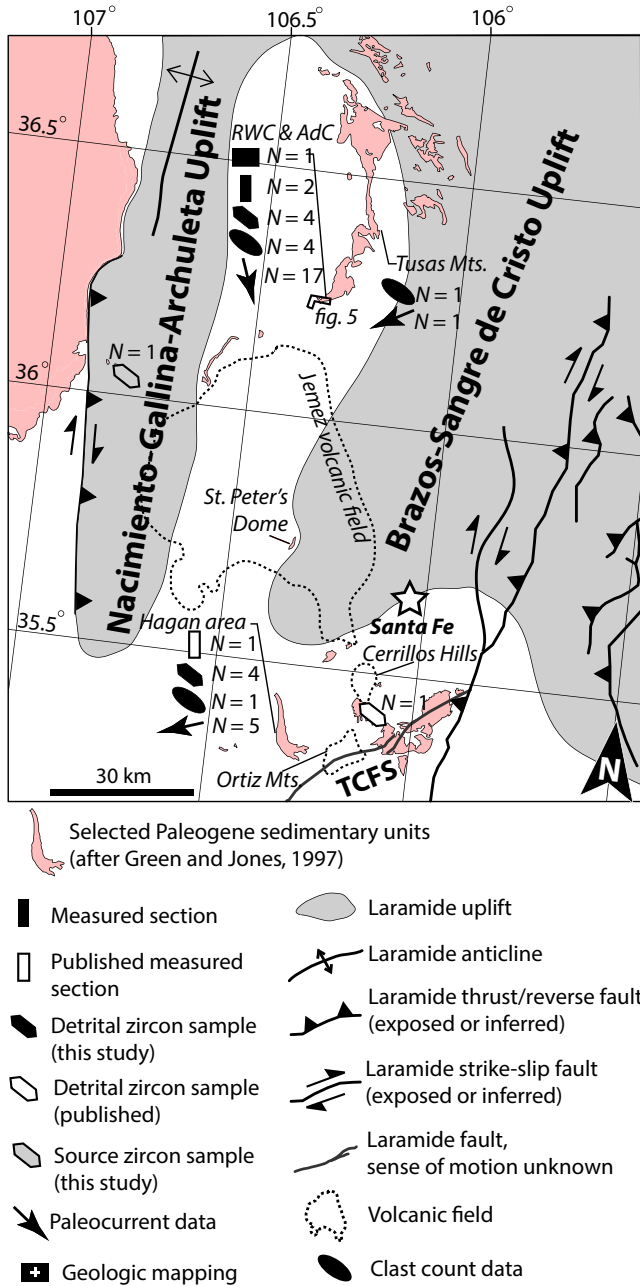 107°
106.5°
106°
36.5°
RWC & AdC
N = 1
N = 2
N = 4
N = 4
N = 17
Nacimiento-Gallina-Archuleta Uplift
Brazos-Sangre de Cristo Uplift
Tusas Mts.
N = 1
N = 1
fig. 5
N = 1
36°
Jemez volcanic field
St. Peter's
Dome
35.5°
Hagan area
N = 1
N = 4
N = 1
N = 5
Santa Fe
Cerrillos Hills
N = 1
Ortiz Mts.
TCFS
30 km
N
Selected Paleogene sedimentary units
(after Green and Jones, 1997)
Measured section
Published measured
section
Detrital zircon sample
(this study)
Detrital zircon sample
(published)
Source zircon sample
(this study)
Paleocurrent data
Geologic mapping
Laramide uplift
Laramide anticline
Laramide thrust/reverse fault
(exposed or inferred)
Laramide strike-slip fault
(exposed or inferred)
Laramide fault,
sense of motion unknown
Volcanic field
Clast count data